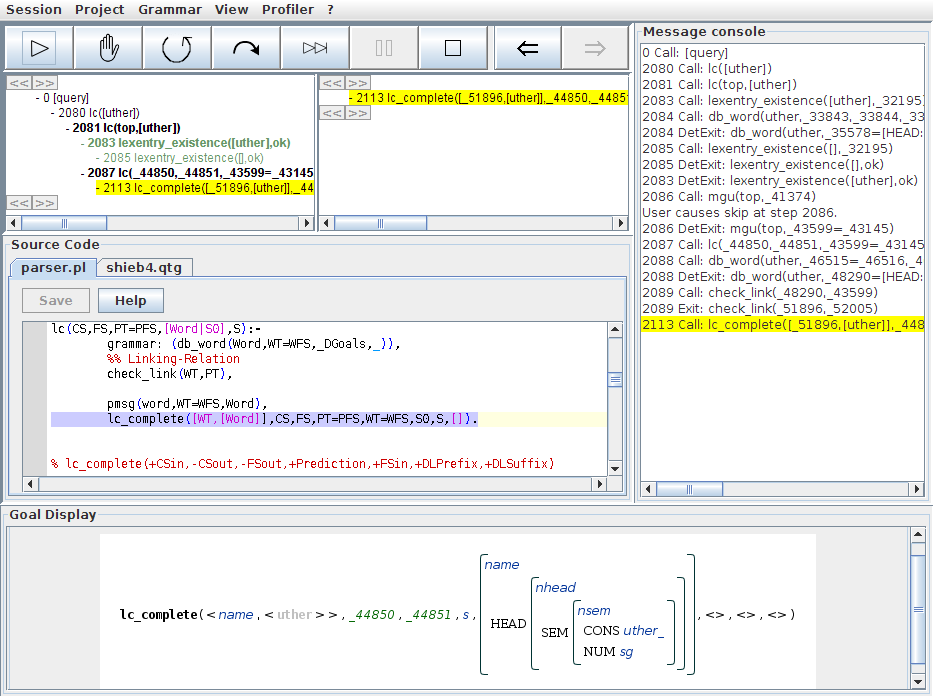 Session Project Grammar View Profiler ?
<< >>
- 0 [query]
- 2080 lc([uther])
- 2081 lc(top,[uther])
- 2083 lexentry_existence([uther],ok)
- 2085 lexentry_existence([],ok)
- 2087 lc(_44850,_44851,_43599=_43145
- 2113 lc_complete([_51896,[uther]],_44
<< >>
<< >>
- 2113 lc_complete([_51896,[uther]],_44850,_4485
<< >>
Message console
0 Call: [query]
2080 Call: lc([uther])
2081 Call: lc(top,[uther])
2083 Call: lexentry_existence([uther],_32195
2084 Call: db_word(uther,_33843,_33844,_33
2084 DetExit: db_word(uther,_35578=[HEAD:
2085 Call: lexentry_existence([],_32195)
2085 DetExit: lexentry_existence([],ok)
2083 DetExit: lexentry_existence([uther],ok)
2086 Call: mgu(top,_41374)
User causes skip at step 2086.
2086 DetExit: mgu(top,_43599=_43145)
2087 Call: lc(_44850,_44851,_43599=_43145
2088 Call: db_word(uther,_46515=_46516,_4
2088 DetExit: db_word(uther,_48290=[HEAD:
2089 Call: check_link(_48290,_43599)
2089 Exit: check_link(_51896,_52005)
2113 Call: lc_complete([_51896,[uther]],_448
Source Code
parser.pl shieb4.qtg
Save Help
lc(CS,FS,PT=PFS,[Word|S0],S):-
grammar: (db_word(Word,WT=WFS,_DGoals,_)),
%% Linking-Relation
check_link(WT,PT),
pmsg(word,WT=WFS,Word),
lc_complete([WT,[Word]],CS,FS,PT=PFS,WT=WFS,S0,S,[]).
% lc_complete(+CSin,-CSout,-FSout,+Prediction,+FSin,+DLPrefix,+DLSuffix)
Goal Display
name
nhead
nsem
lc_complete(<name,<uther>>,_44850,_44851,s, HEAD SEM CONS uther_ ,<>,<>,<>)
NUM sg